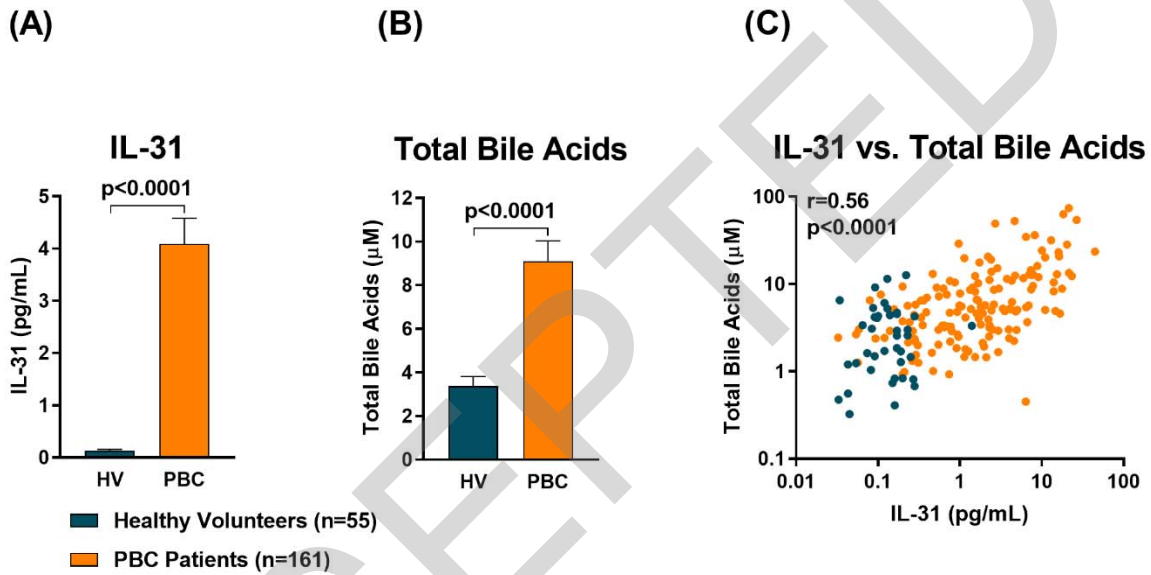 (A)
(B)
(C)
IL-31
p<0.0001
IL-31 (pg/mL)
5
4
3
2
1
0
HV
PBC
Total Bile Acids
p<0.0001
Total Bile Acids (μM)
12
10
8
6
4
2
0
HV
PBC
IL-31 vs. Total Bile Acids
r=0.56
p<0.0001
Total Bile Acids (μM)
100
10
1
0.1
0.01
0.1
1
10
100
IL-31 (pg/mL)
Healthy Volunteers (n=55)
PBC Patients (n=161)
EPTED